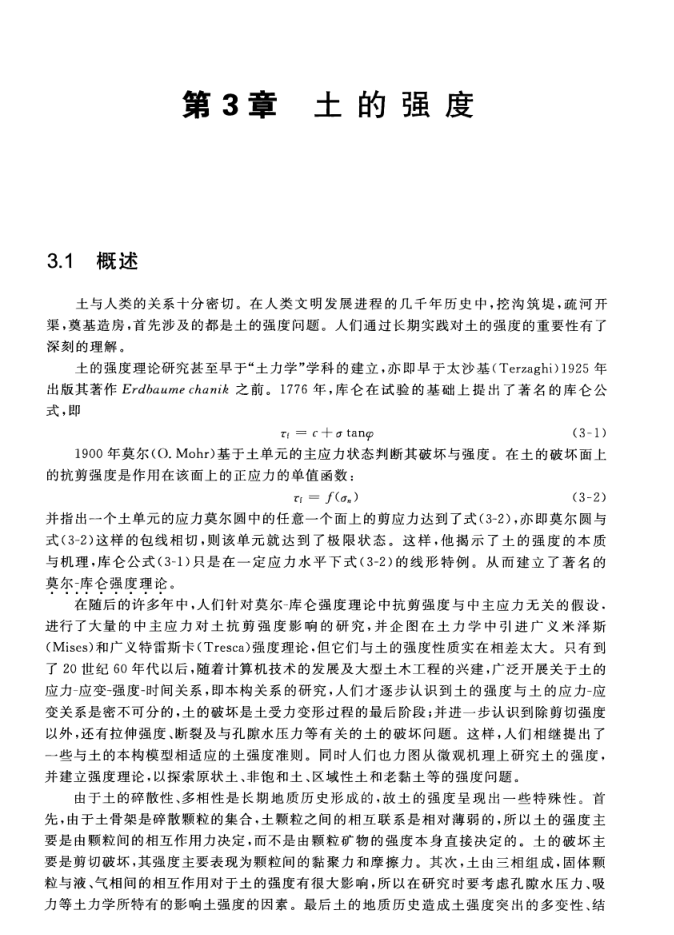 第3章 土的强度
3.1 概述
土与人类的关系十分密切。在人类文明发展进程的几千年历史中,挖沟筑堤,疏河开
渠,奠基造房,首先涉及的都是土的强度问题。人们通过长期实践对土的强度的重要性有了
深刻的理解。
土的强度理论研究甚至早于“土力学”学科的建立,亦即早于太沙基(Terzaghi)1925 年
出版其著作 Erdbaume chanik 之前。1776 年,库仑在试验的基础上提出了著名的库仑公
式,即
τf = c + σ tanφ (3-1)
1900 年莫尔(O. Mohr)基于土单元的主应力状态判断其破坏与强度。在土的破坏面上
的抗剪强度是作用在该面上的正应力的单值函数:
τf = f(σn) (3-2)
并指出一个土单元的应力莫尔圆中的任意一个面上的剪应力达到了式(3-2),亦即莫尔圆与
式(3-2)这样的包线相切,则该单元就达到了极限状态。这样,他揭示了土的强度的本质
与机理,库仑公式(3-1)只是在一定应力水平下式(3-2)的线形特例。从而建立了著名的
莫尔-库仑强度理论。
在随后的许多年中,人们针对莫尔-库仑强度理论中抗剪强度与中主应力无关的假设,
进行了大量的中主应力对土抗剪强度影响的研究,并企图在土力学中引进广义米泽斯
(Mises)和广义特雷斯卡(Tresca)强度理论,但它们与土的强度性质实在相差太大。只有到
了 20 世纪 60 年代以后,随着计算机技术的发展及大型土木工程的兴建,广泛开展关于土的
应力-应变-强度-时间关系,即本构关系的研究,人们才逐步认识到土的强度与土的应力-应
变关系是密不可分的,土的破坏是土受力变形过程的最后阶段;并进一步认识到除剪切强度
以外,还有拉伸强度、断裂及与孔隙水压力等有关的土的破坏问题。这样,人们相继提出了
一些与土的本构模型相适应的土强度准则。同时人们也力图从微观机理上研究土的强度,
并建立强度理论,以探索原状土、非饱和土、区域性土和老黏土等的强度问题。
由于土的碎散性、多相性是长期地质历史形成的,故土的强度呈现出一些特殊性。首
先,由于土骨架是碎散颗粒的集合,土颗粒之间的相互联系是相对薄弱的,所以土的强度主
要是由颗粒间的相互作用力决定,而不是由颗粒矿物的强度本身直接决定的。土的破坏主
要是剪切破坏,其强度主要表现为颗粒间的黏聚力和摩擦力。其次,土由三相组成,固体颗
粒与液、气相间的相互作用对于土的强度有很大影响,所以在研究时要考虑孔隙水压力、吸
力等土力学所特有的影响土强度的因素。最后土的地质历史造成土强度突出的多变性、结